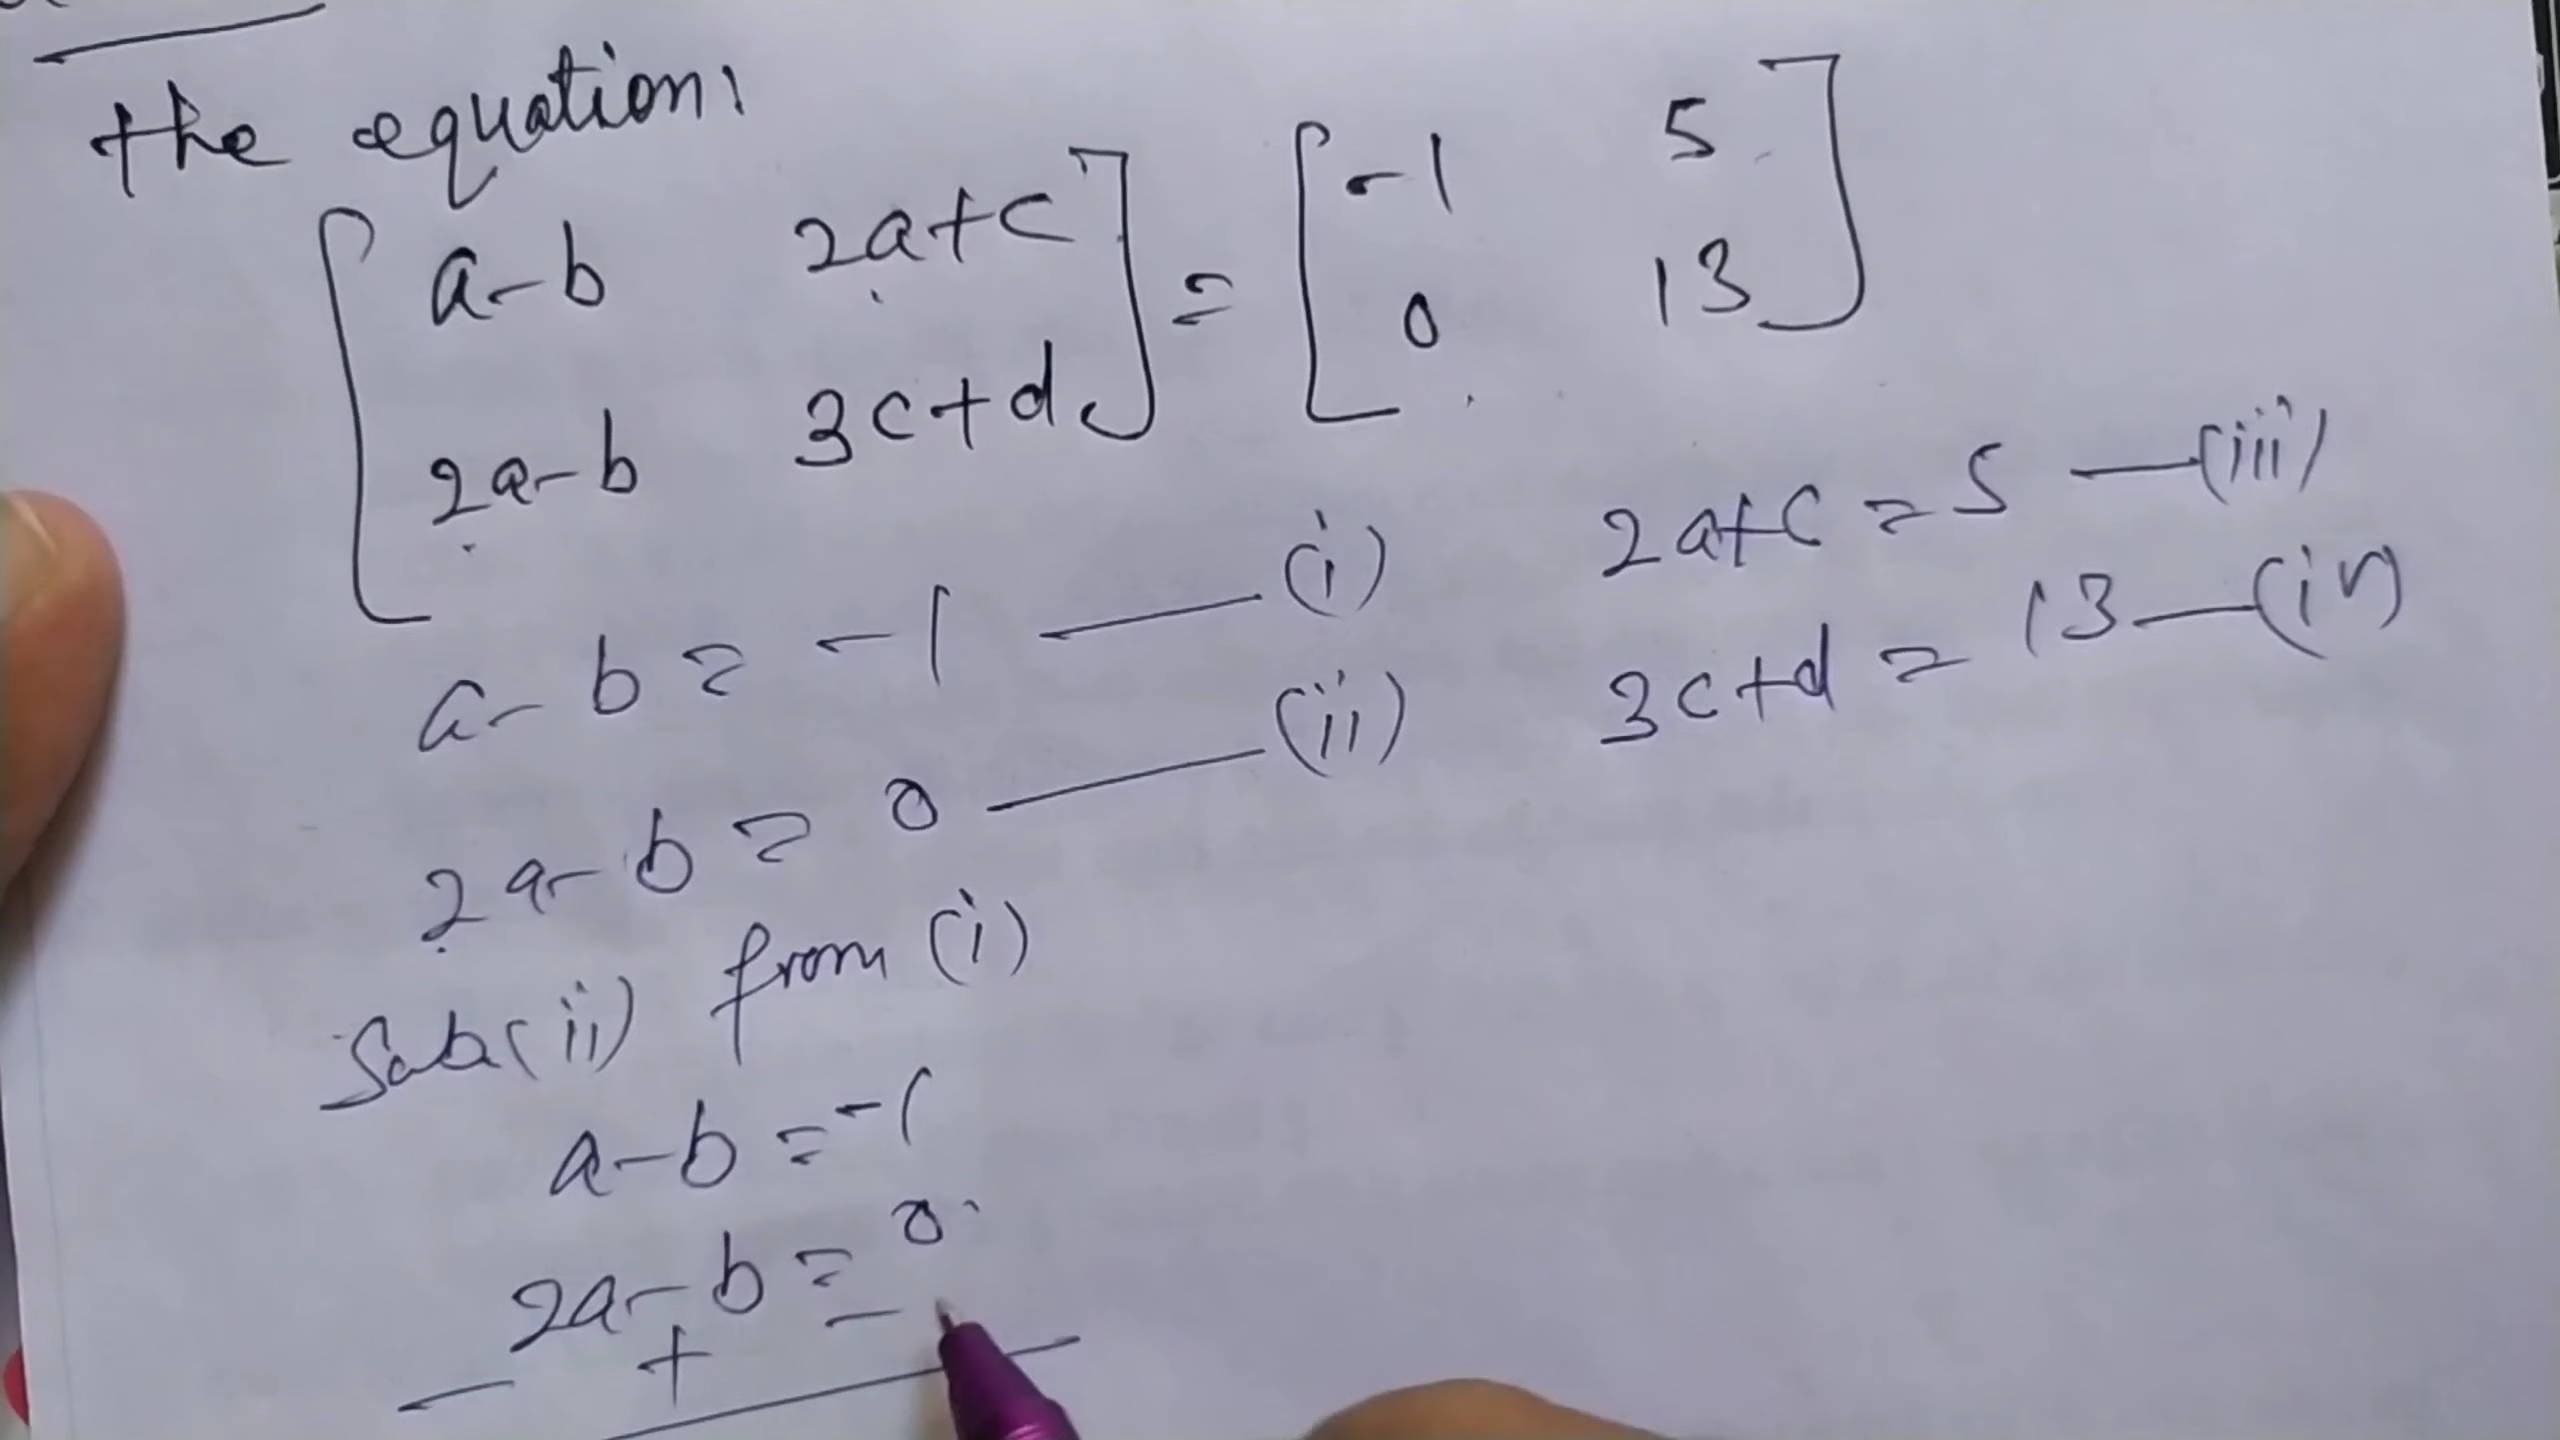 the equation:
[ a-b 2a+c ] = [ -1 5 ]
[ 2a-b 3c+d ] [ 0 13 ]
a-b = -1 —(i) 2a+c = 5 —(iii)
2a-b = 0 —(ii) 3c+d = 13 —(iv)
Sub(ii) from (i)
a-b = -1
2a-b = 0
- + -